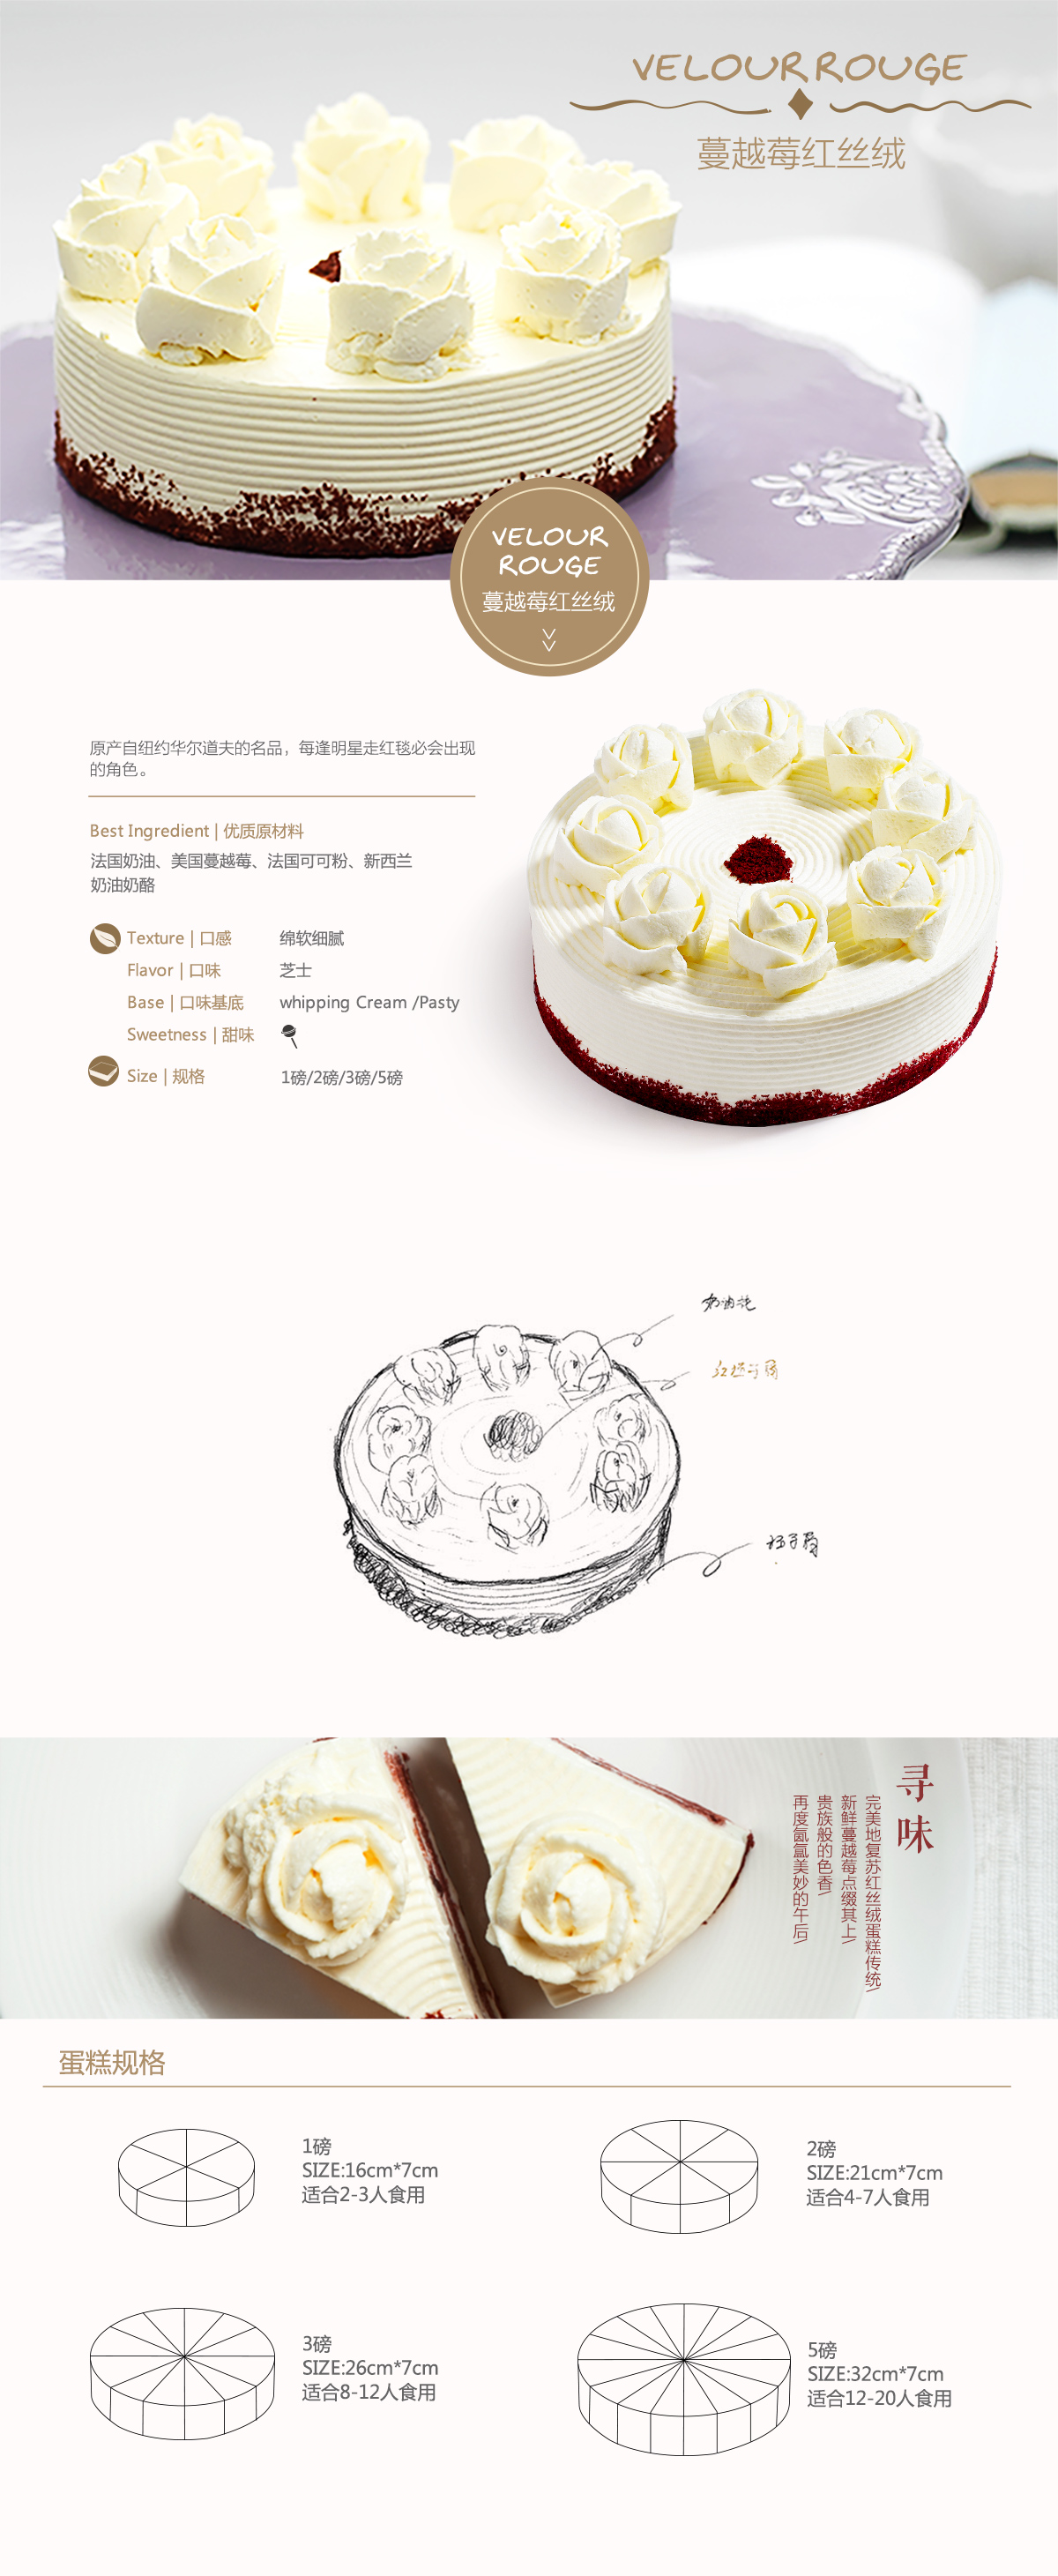 VELOUR ROUGE
蔓越莓红丝绒
VELOUR
ROUGE
蔓越莓红丝绒
原产自纽约华尔道夫的名品，每逢明星走红毯必会出现
的角色。
Best Ingredient | 优质原材料
法国奶油、美国蔓越莓、法国可可粉、新西兰
奶油奶酪
Texture | 口感 绵软细腻
Flavor | 口味 芝士
Base | 口味基底 whipping Cream /Pasty
Sweetness | 甜味
Size | 规格 1磅/2磅/3磅/5磅
奶油花
寻味
完美地复苏红丝绒蛋糕传统/
新鲜蔓越莓点缀其上/
贵族般的色香/
再度氤氲美妙的午后/
蛋糕规格
1磅
SIZE:16cm*7cm
适合2-3人食用
2磅
SIZE:21cm*7cm
适合4-7人食用
3磅
SIZE:26cm*7cm
适合8-12人食用
5磅
SIZE:32cm*7cm
适合12-20人食用